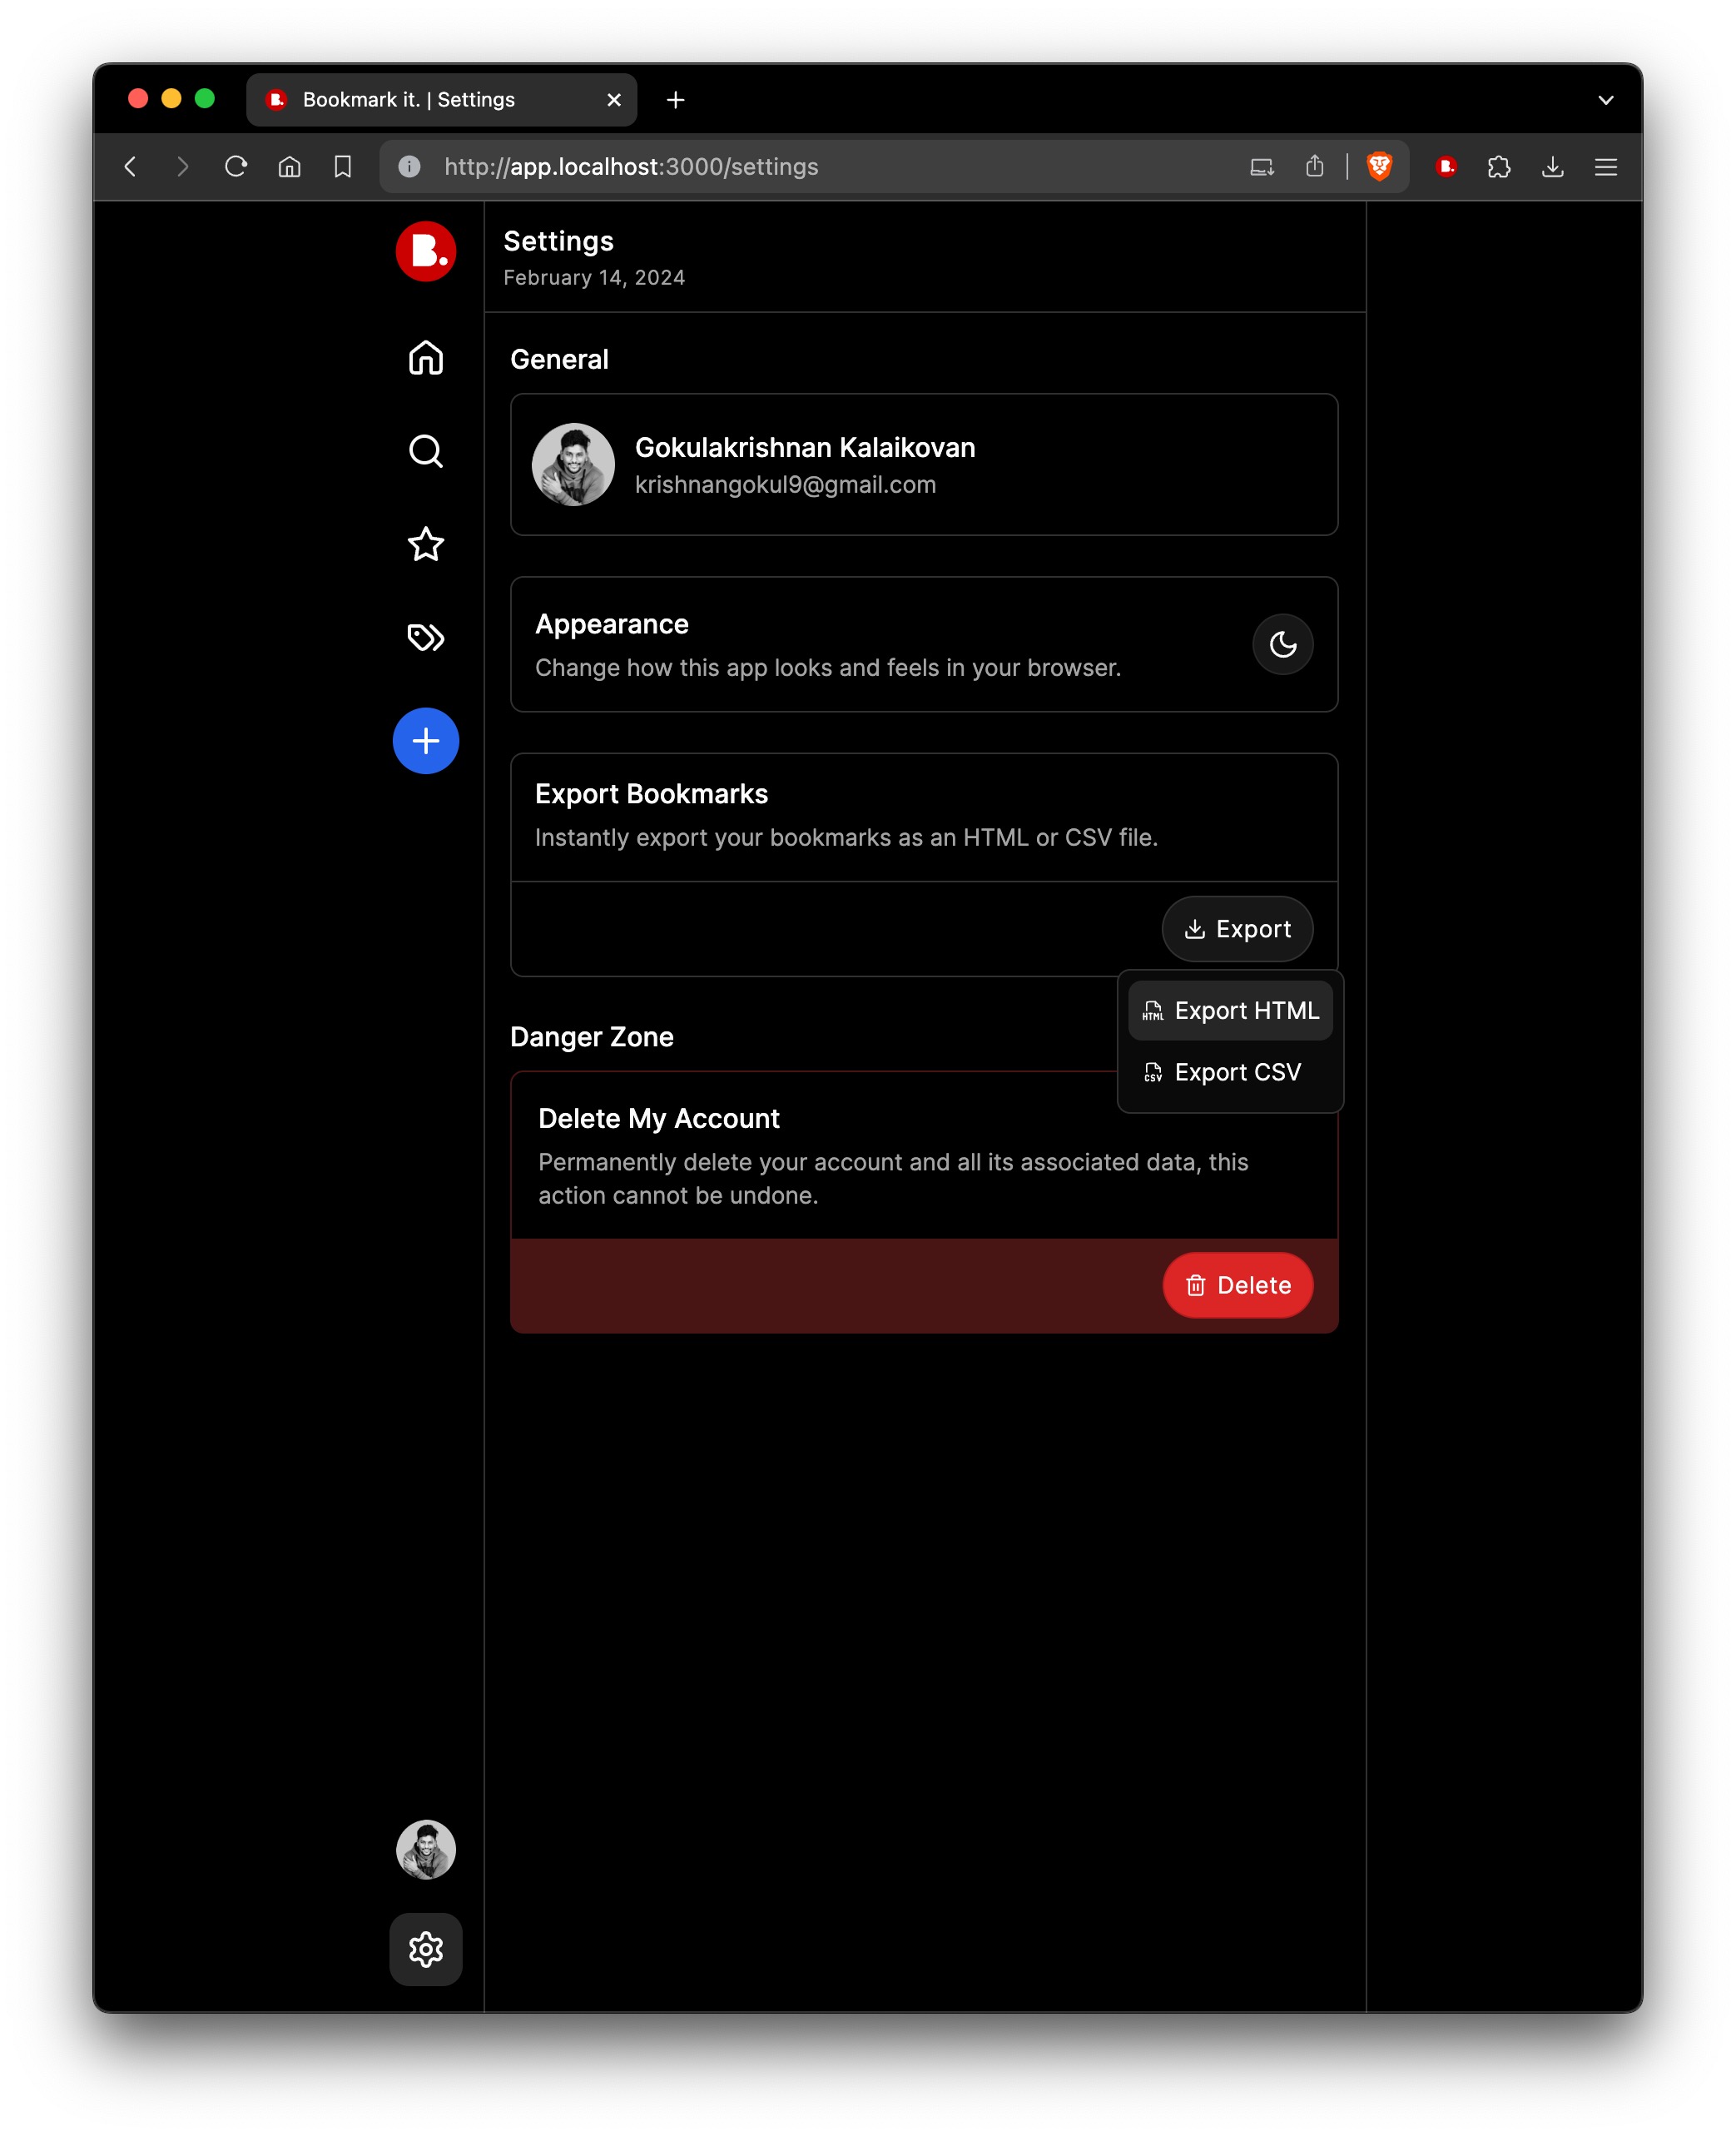 Bookmark it. | Settings
http://app.localhost:3000/settings
B.
B.
B.
Settings
February 14, 2024
General
Gokulakrishnan Kalaikovan
krishnangokul9@gmail.com
Appearance
Change how this app looks and feels in your browser.
Export Bookmarks
Instantly export your bookmarks as an HTML or CSV file.
Export
HTML Export HTML
CSV Export CSV
Danger Zone
Delete My Account
Permanently delete your account and all its associated data, this
action cannot be undone.
Delete